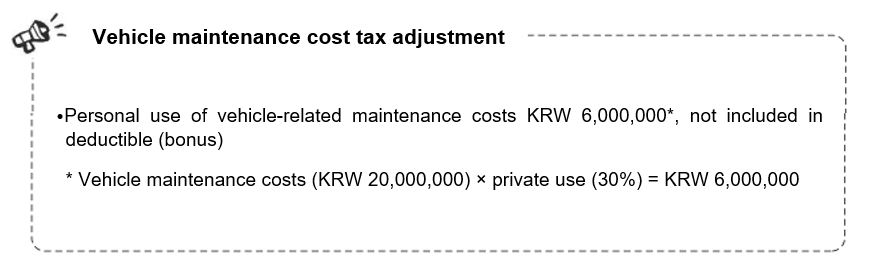 Vehicle maintenance cost tax adjustment
•Personal use of vehicle-related maintenance costs KRW 6,000,000*, not included in
deductible (bonus)
* Vehicle maintenance costs (KRW 20,000,000) × private use (30%) = KRW 6,000,000